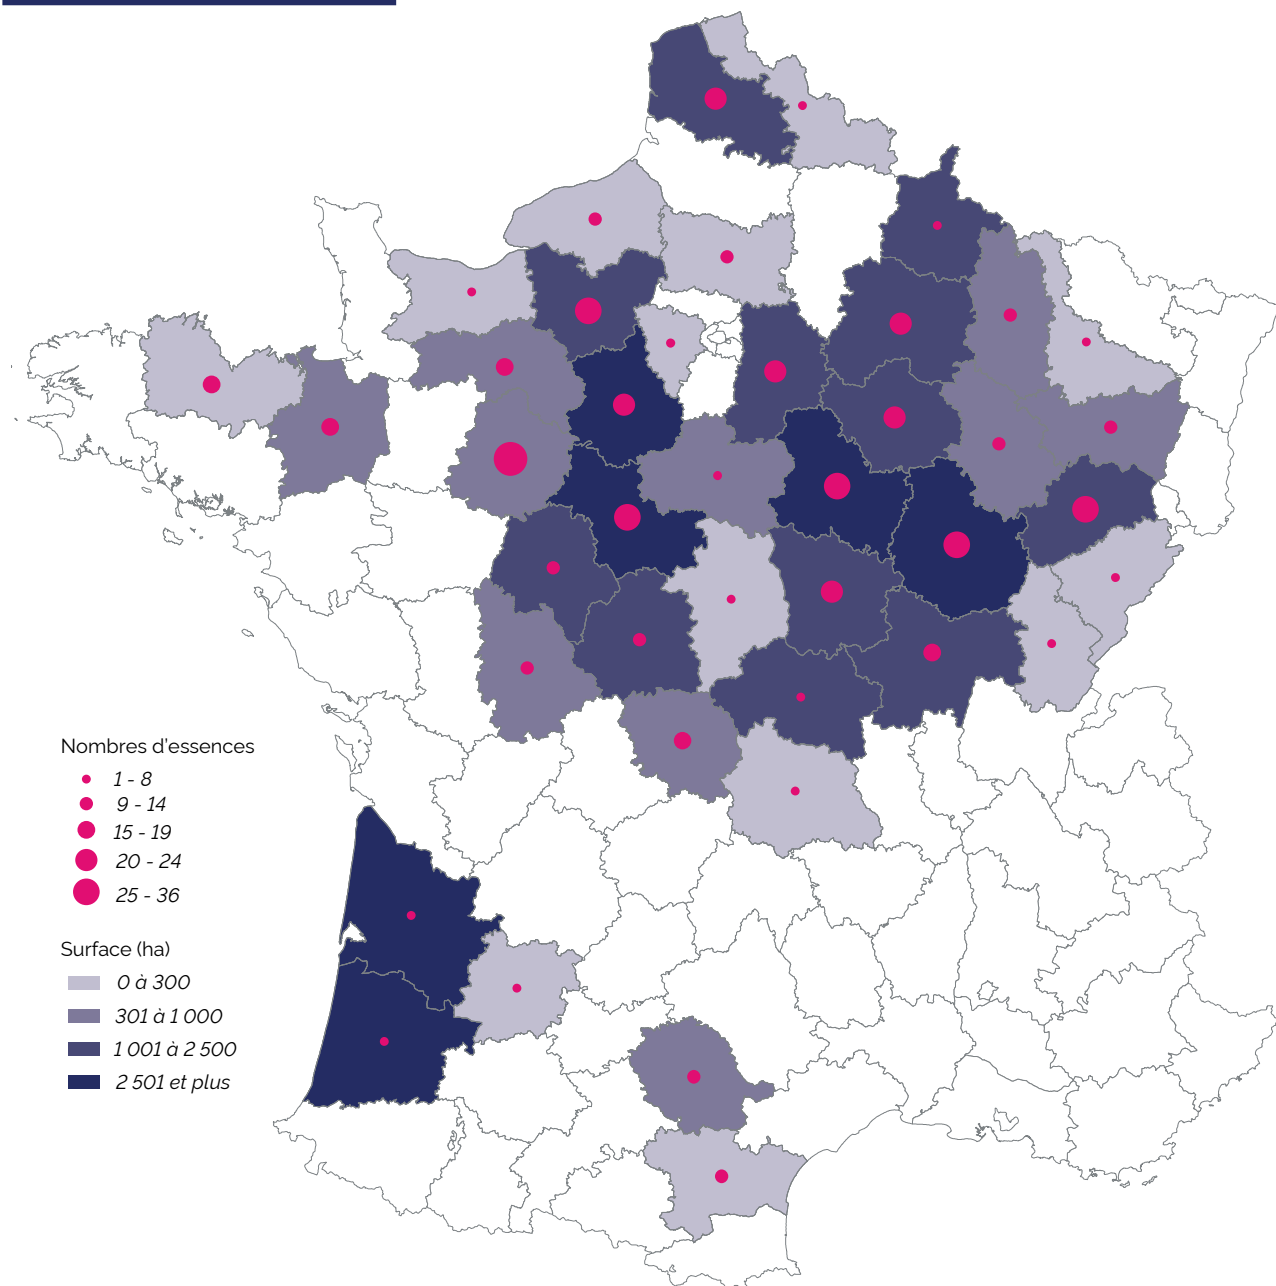 Nombres d'essences
1 - 8
9 - 14
15 - 19
20 - 24
25 - 36
Surface (ha)
0 à 300
301 à 1 000
1 001 à 2 500
2 501 et plus